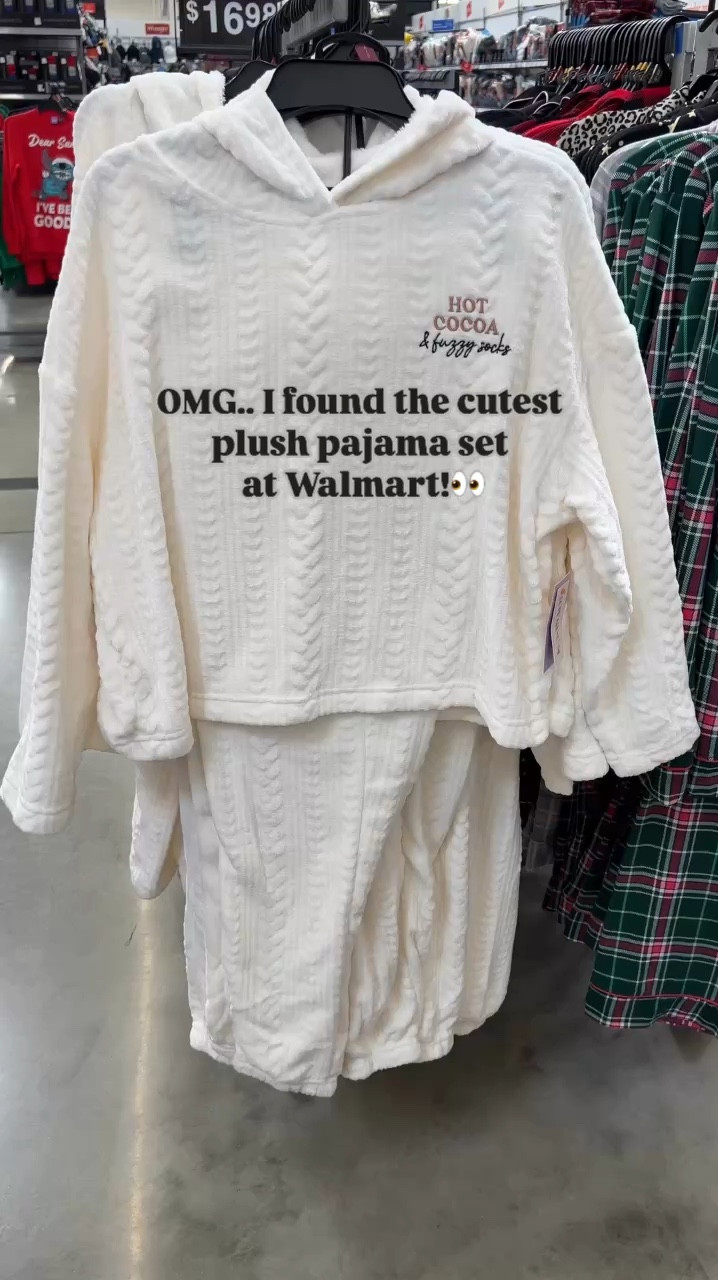 $1698
Dear San
I'VE BE
GOOD
HOT
COCOA
& fuzzy socks
OMG.. I found the cutest
plush pajama set
at Walmart!👀